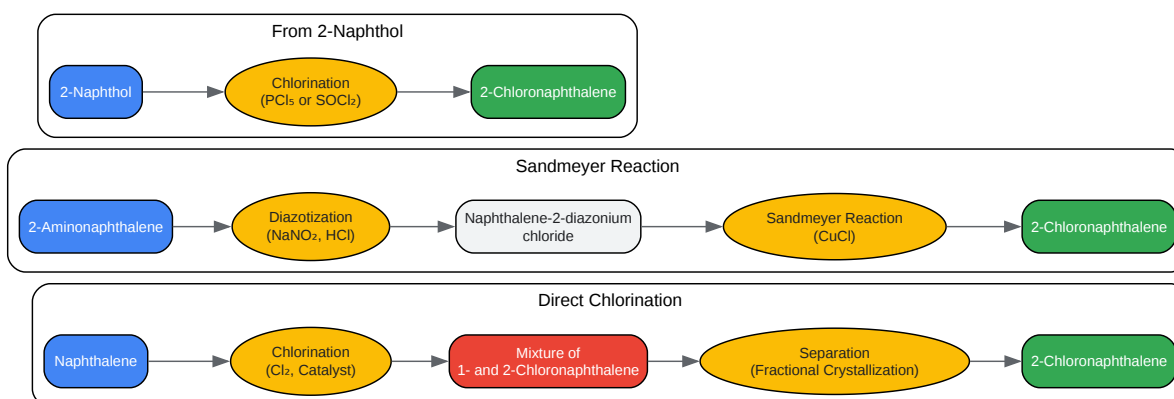 From 2-Naphthol
2-Naphthol
Chlorination
(PCl₅ or SOCl₂)
2-Chloronaphthalene
Sandmeyer Reaction
2-Aminonaphthalene
Diazotization
(NaNO₂, HCl)
Naphthalene-2-diazonium
chloride
Sandmeyer Reaction
(CuCl)
2-Chloronaphthalene
Direct Chlorination
Naphthalene
Chlorination
(Cl₂, Catalyst)
Mixture of
1- and 2-Chloronaphthalene
Separation
(Fractional Crystallization)
2-Chloronaphthalene